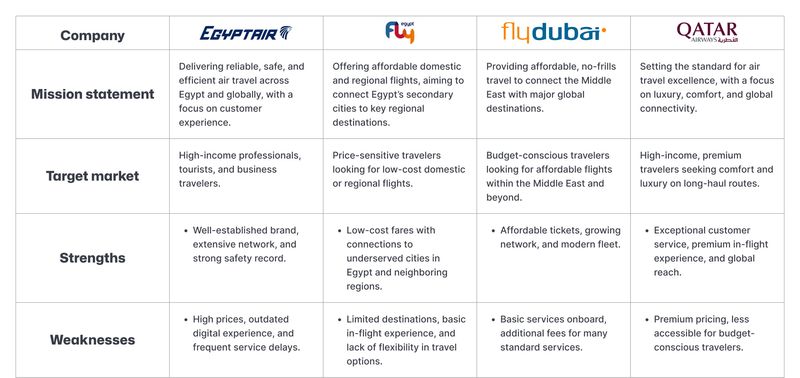 Company
EGYPTAIR
egypt
Fly
flydubai
QATAR
AIRWAYS القطرية
Mission statement
Delivering reliable, safe, and
efficient air travel across
Egypt and globally, with a
focus on customer
experience.
Offering affordable domestic
and regional flights, aiming to
connect Egypt's secondary
cities to key regional
destinations.
Providing affordable, no-frills
travel to connect the Middle
East with major global
destinations.
Setting the standard for air
travel excellence, with a focus
on luxury, comfort, and global
connectivity.
Target market
High-income professionals,
tourists, and business
travelers.
Price-sensitive travelers
looking for low-cost domestic
or regional flights.
Budget-conscious travelers
looking for affordable flights
within the Middle East and
beyond.
High-income, premium
travelers seeking comfort and
luxury on long-haul routes.
Strengths
• Well-established brand,
extensive network, and
strong safety record.
• Low-cost fares with
connections to
underserved cities in
Egypt and neighboring
regions.
• Affordable tickets, growing
network, and modern fleet.
• Exceptional customer
service, premium in-flight
experience, and global
reach.
Weaknesses
• High prices, outdated
digital experience, and
frequent service delays.
• Limited destinations, basic
in-flight experience, and
lack of flexibility in travel
options.
• Basic services onboard,
additional fees for many
standard services.
• Premium pricing, less
accessible for budget-
conscious travelers.